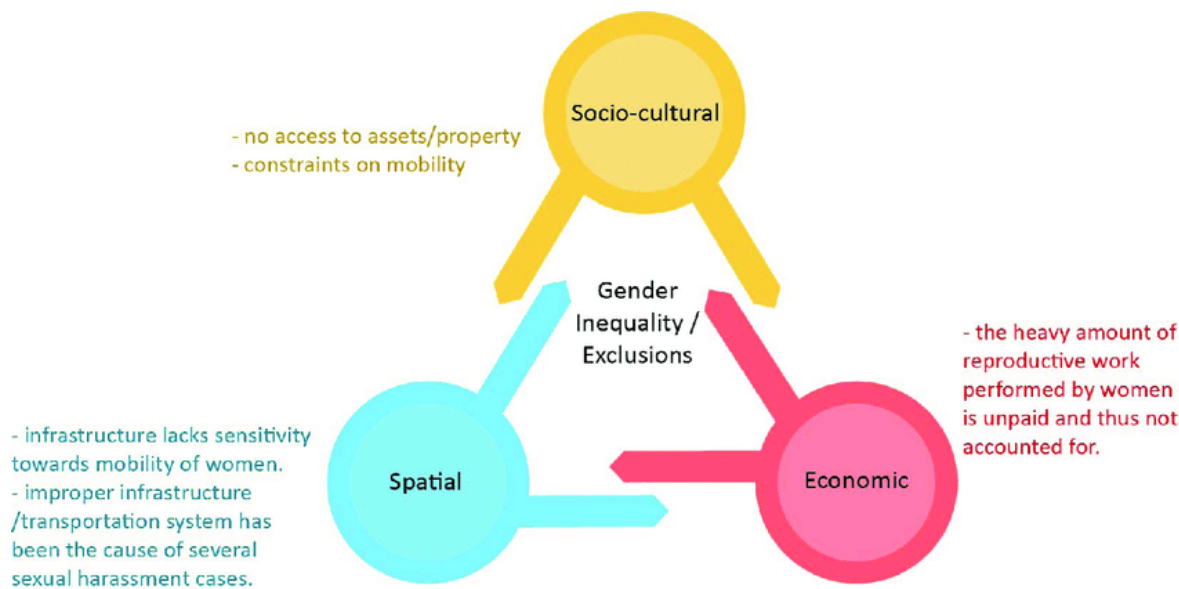 Socio-cultural
- no access to assets/property
- constraints on mobility
Gender
Inequality /
Exclusions
- the heavy amount of
reproductive work
performed by women
is unpaid and thus not
accounted for.
- infrastructure lacks sensitivity
towards mobility of women.
- improper infrastructure
/transportation system has
been the cause of several
sexual harassment cases.
Spatial
Economic